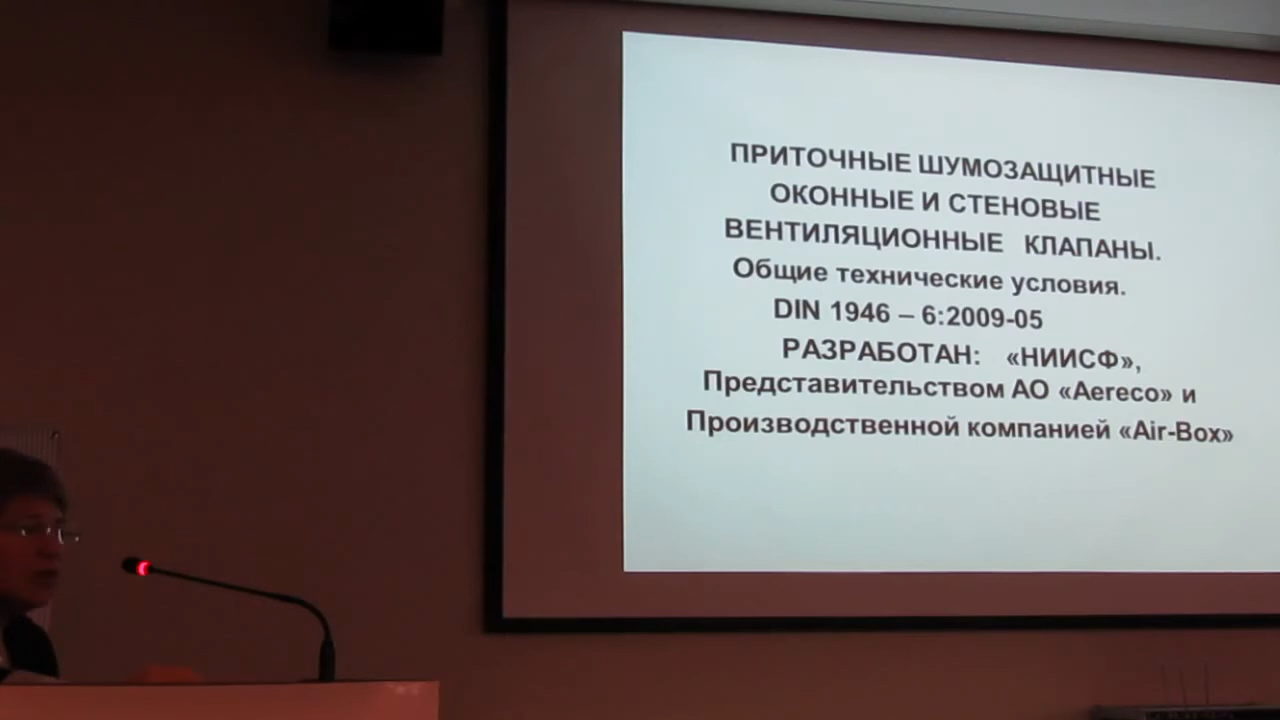 ПРИТОЧНЫЕ ШУМОЗАЩИТНЫЕ
ОКОННЫЕ И СТЕНОВЫЕ
ВЕНТИЛЯЦИОННЫЕ КЛАПАНЫ.
Общие технические условия.
DIN 1946 – 6:2009-05
РАЗРАБОТАН: «НИИСФ»,
Представительством АО «Aereco» и
Производственной компанией «Air-Box»